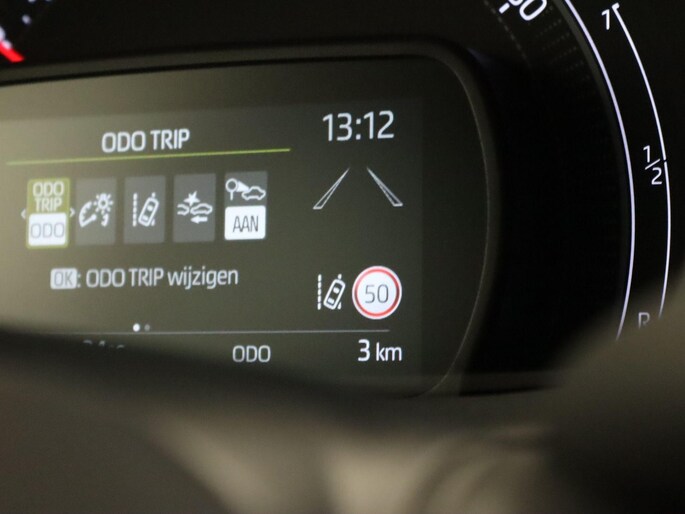 ODO TRIP
13:12
ODO
TRIP
ODO
AAN
OK: ODO TRIP wijzigen
50
ODO
3 km
1
1/2
R